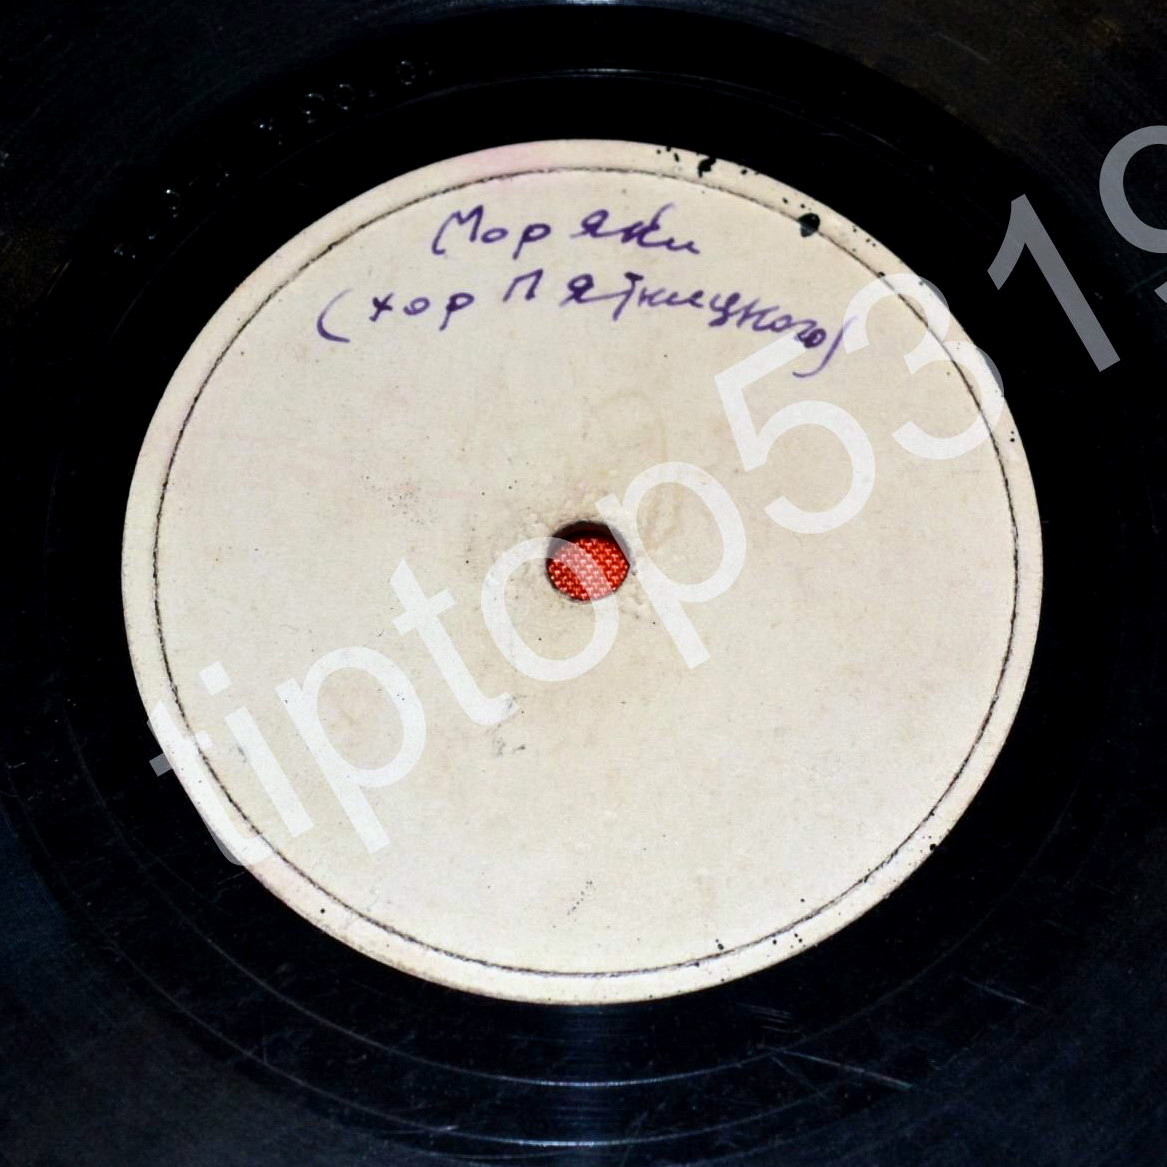 Моряки
(хор Пятницкого)
tiptop5319